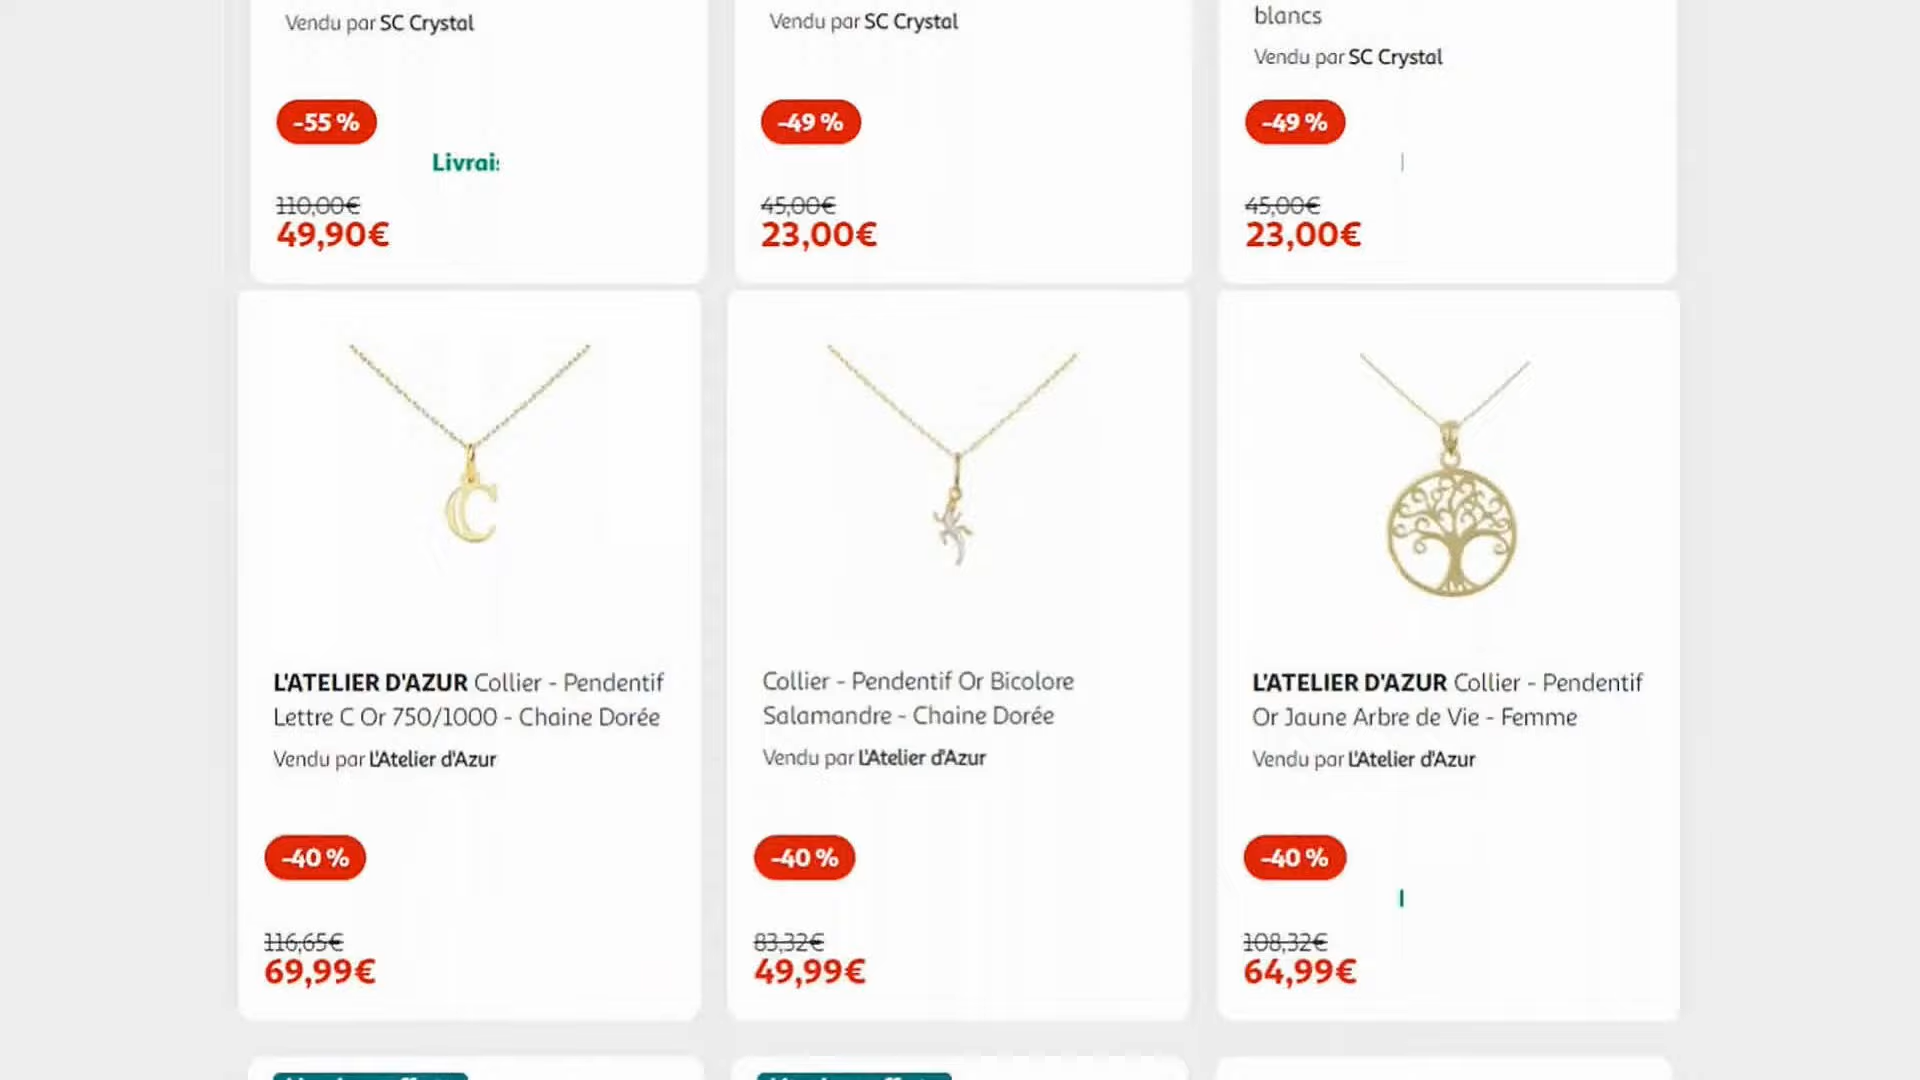 blancs
Vendu par SC Crystal
Vendu par SC Crystal
Vendu par SC Crystal
-55 %
-49 %
-49 %
110,00€
49,90€
45,00€
23,00€
45,00€
23,00€
L'ATELIER D'AZUR Collier - Pendentif
Lettre C Or 750/1000 - Chaine Dorée
Vendu par L'Atelier d'Azur
Collier - Pendentif Or Bicolore
Salamandre - Chaine Dorée
Vendu par L'Atelier d'Azur
L'ATELIER D'AZUR Collier - Pendentif
Or Jaune Arbre de Vie - Femme
Vendu par L'Atelier d'Azur
-40 %
-40 %
-40 %
116,65€
69,99€
83,32€
49,99€
108,32€
64,99€